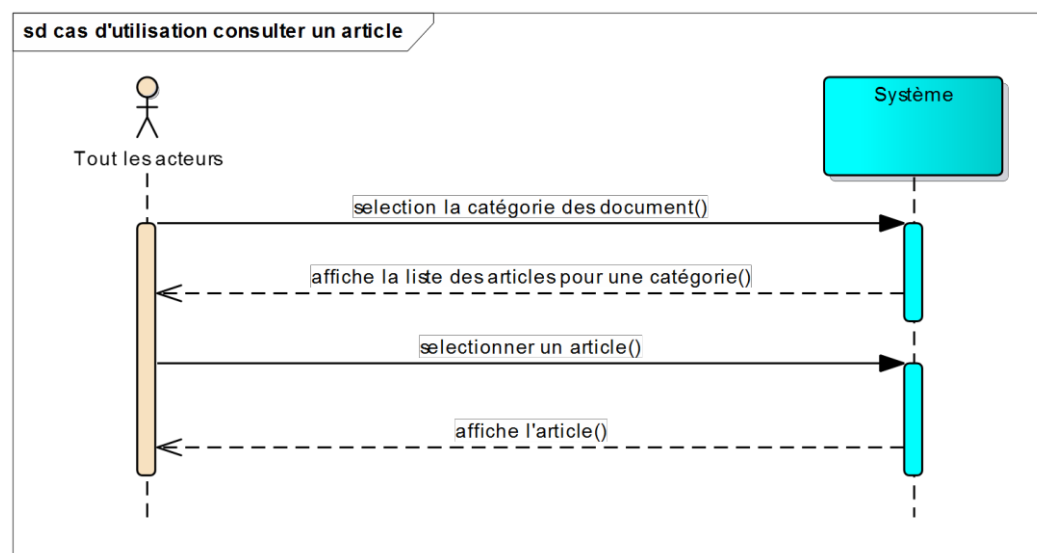 sd cas d'utilisation consulter un article
Système
Tout les acteurs
selection la catégorie des document()
affiche la liste des articles pour une catégorie()
selectionner un article()
affiche l'article()